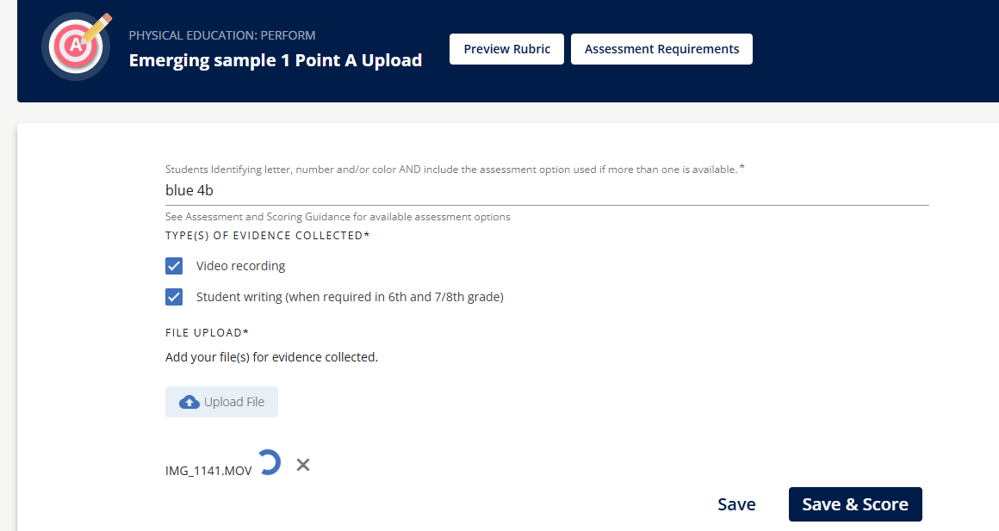 A
PHYSICAL EDUCATION: PERFORM
Emerging sample 1 Point A Upload
Preview Rubric
Assessment Requirements
Students Identifying letter, number and/or color AND include the assessment option used if more than one is available. *
blue 4b
See Assessment and Scoring Guidance for available assessment options
TYPE(S) OF EVIDENCE COLLECTED*
Video recording
Student writing (when required in 6th and 7/8th grade)
FILE UPLOAD*
Add your file(s) for evidence collected.
Upload File
IMG_1141.MOV
Save
Save & Score